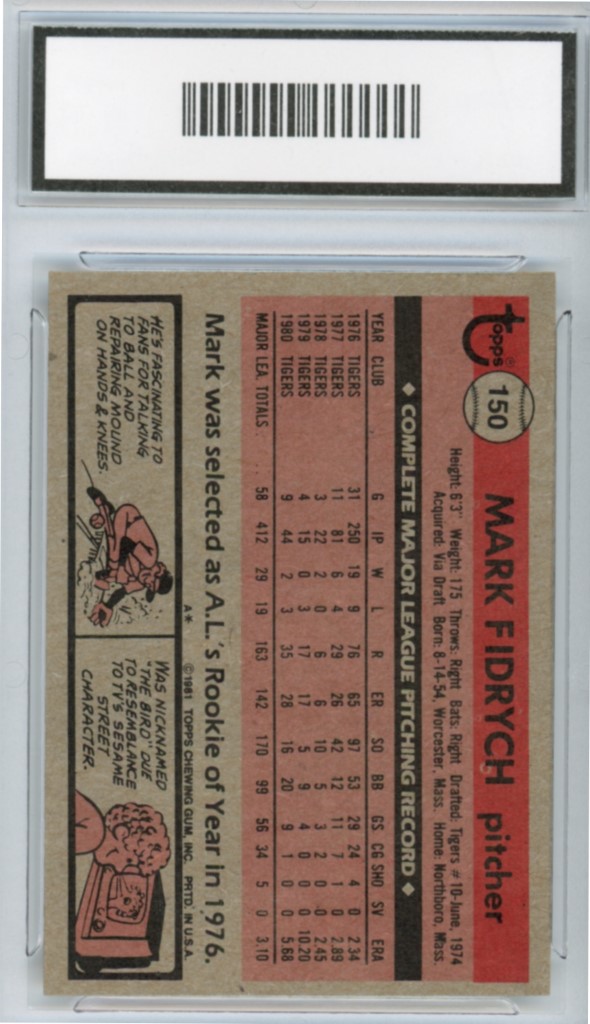 Topps®
150
MARK FIDRYCH pitcher
Height: 6'3" Weight: 175 Throws: Right Bats: Right Drafted: Tigers #10-June, 1974
Acquired: Via Draft Born: 8-14-54, Worcester, Mass. Home: Northboro, Mass.
◆ COMPLETE MAJOR LEAGUE PITCHING RECORD ◆
YEAR CLUB G IP W L R ER SO BB GS CG SHO SV ERA
1976 TIGERS 31 250 19 9 76 65 97 53 29 24 4 0 2.34
1977 TIGERS 11 81 6 4 29 26 42 12 11 7 1 0 2.89
1978 TIGERS 3 22 2 0 6 6 10 5 3 2 0 0 2.45
1979 TIGERS 4 15 0 3 17 17 5 9 4 0 0 0 10.20
1980 TIGERS 9 44 2 3 35 28 16 20 9 1 0 0 5.68
MAJOR LEA. TOTALS 58 412 29 19 163 142 170 99 56 34 5 0 3.10
Mark was selected as A.L.'s Rookie of Year in 1976.
A* ©1981 TOPPS CHEWING GUM, INC. PRTD. IN U.S.A.
HE'S FASCINATING TO
FANS FOR TALKING
TO BALL AND
REPAIRING MOUND
ON HANDS & KNEES.
WAS NICKNAMED
"THE BIRD" DUE
TO RESEMBLANCE
TO TV'S SESAME
STREET
CHARACTER.